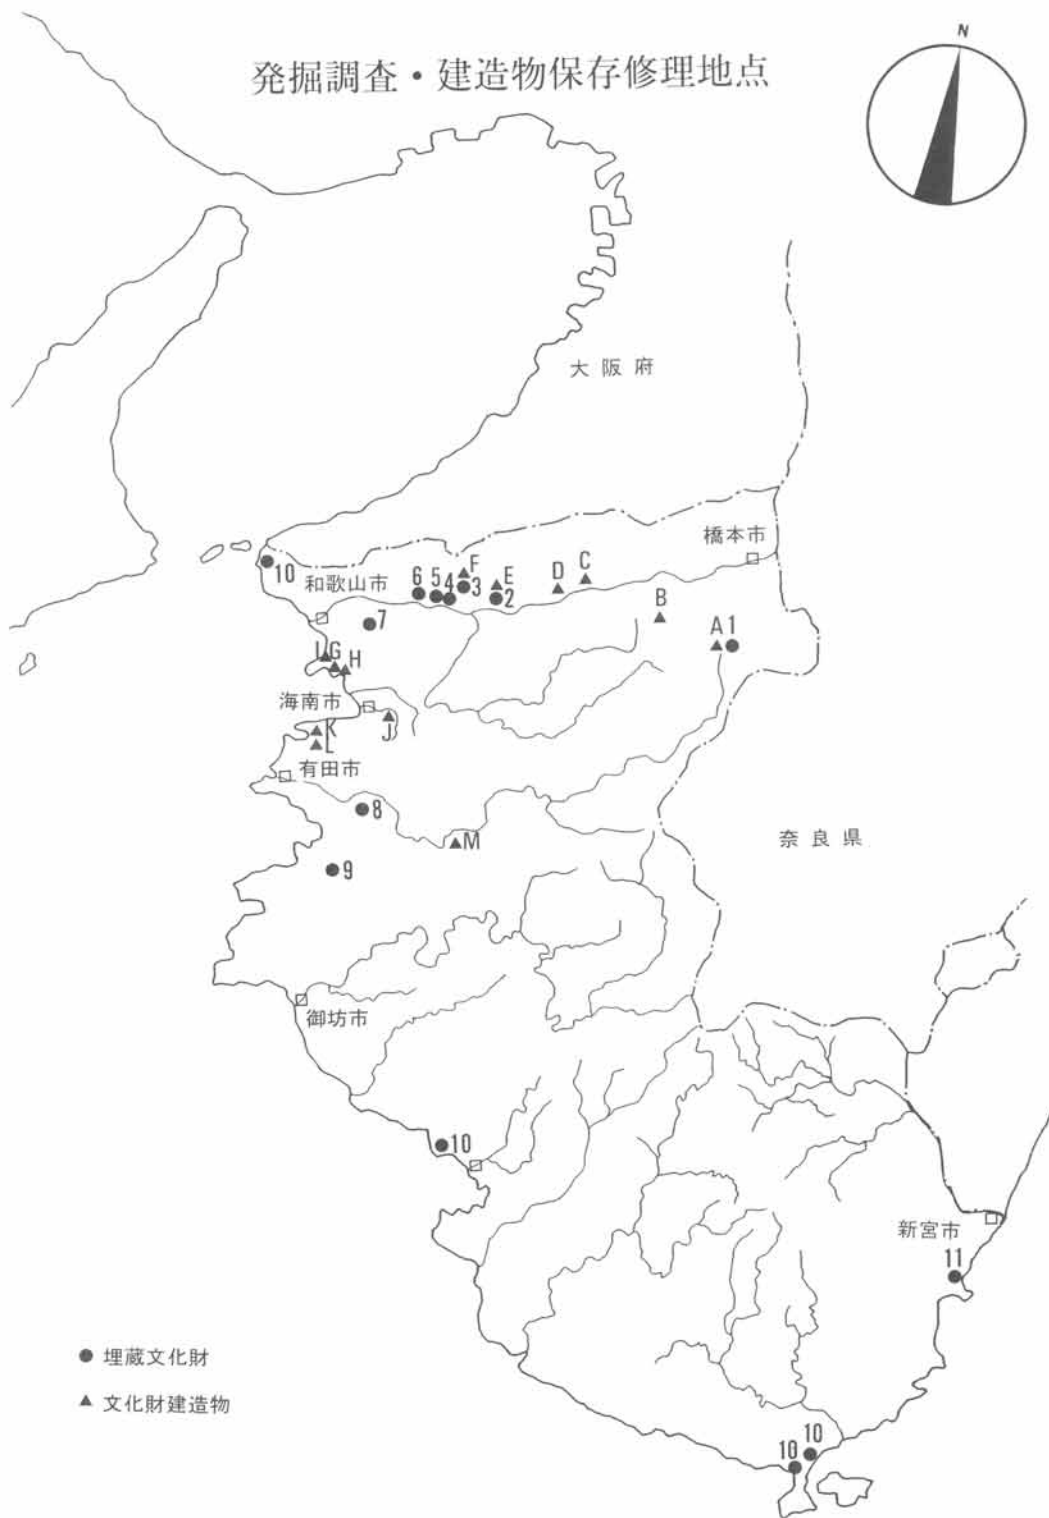 N
発掘調査・建造物保存修理地点
大阪府
橋本市
和歌山市
10
6
5
4
F
3
E
2
D
C
B
A
1
7
I
G
H
海南市
J
K
L
有田市
8
M
奈良県
9
御坊市
10
新宮市
11
10
10
● 埋蔵文化財
▲ 文化財建造物